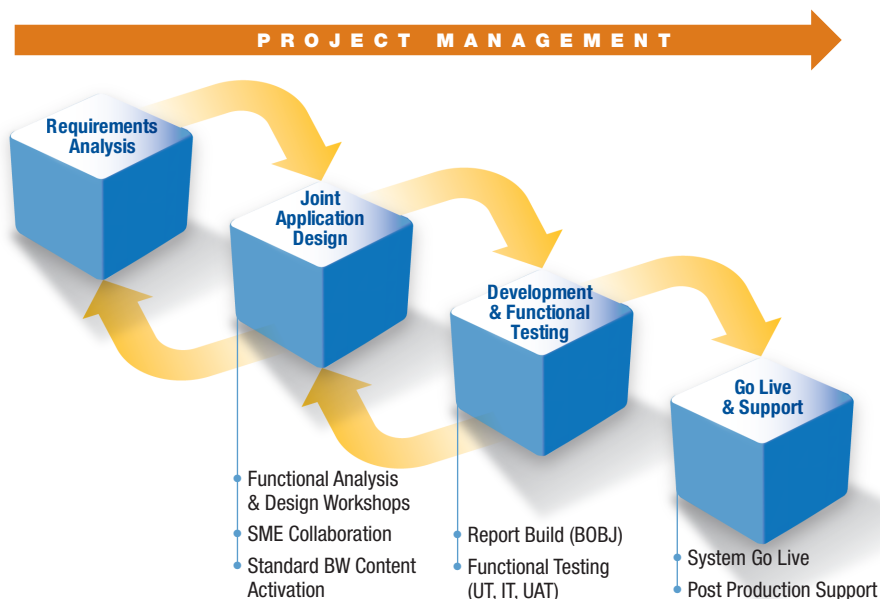 PROJECT MANAGEMENT
Requirements
Analysis
Joint
Application
Design
Development
& Functional
Testing
Go Live
& Support
Functional Analysis
& Design Workshops
SME Collaboration
Standard BW Content
Activation
Report Build (BOBJ)
Functional Testing
(UT, IT, UAT)
System Go Live
Post Production Support